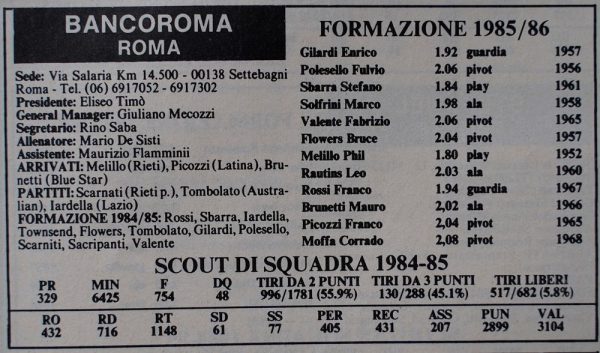 BANCOROMA
ROMA
Sede: Via Salaria Km 14.500 - 00138 Settebagni
Roma - Tel. (06) 6917052 - 6917302
Presidente: Eliseo Timò
General Manager: Giuliano Mecozzi
Segretario: Rino Saba
Allenatore: Mario De Sisti
Assistente: Maurizio Flamminii
ARRIVATI: Melillo (Rieti), Picozzi (Latina), Bru-
netti (Blue Star)
PARTITI: Scarnati (Rieti p.), Tombolato (Austra-
lian), Iardella (Lazio)
FORMAZIONE 1984/85: Rossi, Sbarra, Iardella,
Townsend, Flowers, Tombolato, Gilardi, Polesello,
Scarniti, Sacripanti, Valente
FORMAZIONE 1985/86
Gilardi Enrico 1.92 guardia 1957
Polesello Fulvio 2.06 pivot 1956
Sbarra Stefano 1.84 play 1961
Solfrini Marco 1.98 ala 1958
Valente Fabrizio 2.06 pivot 1965
Flowers Bruce 2.04 pivot 1957
Melillo Phil 1.80 play 1952
Rautins Leo 2.03 ala 1960
Rossi Franco 1.94 guardia 1967
Brunetti Mauro 2,02 ala 1966
Picozzi Franco 2,04 pivot 1965
Moffa Corrado 2,08 pivot 1968
SCOUT DI SQUADRA 1984-85
PR MIN F DQ TIRI DA 2 PUNTI TIRI DA 3 PUNTI TIRI LIBERI
329 6425 754 48 996/1781 (55.9%) 130/288 (45.1%) 517/682 (5.8%)
RO RD RT SD SS PER REC ASS PUN VAL
432 716 1148 61 77 405 431 207 2899 3104